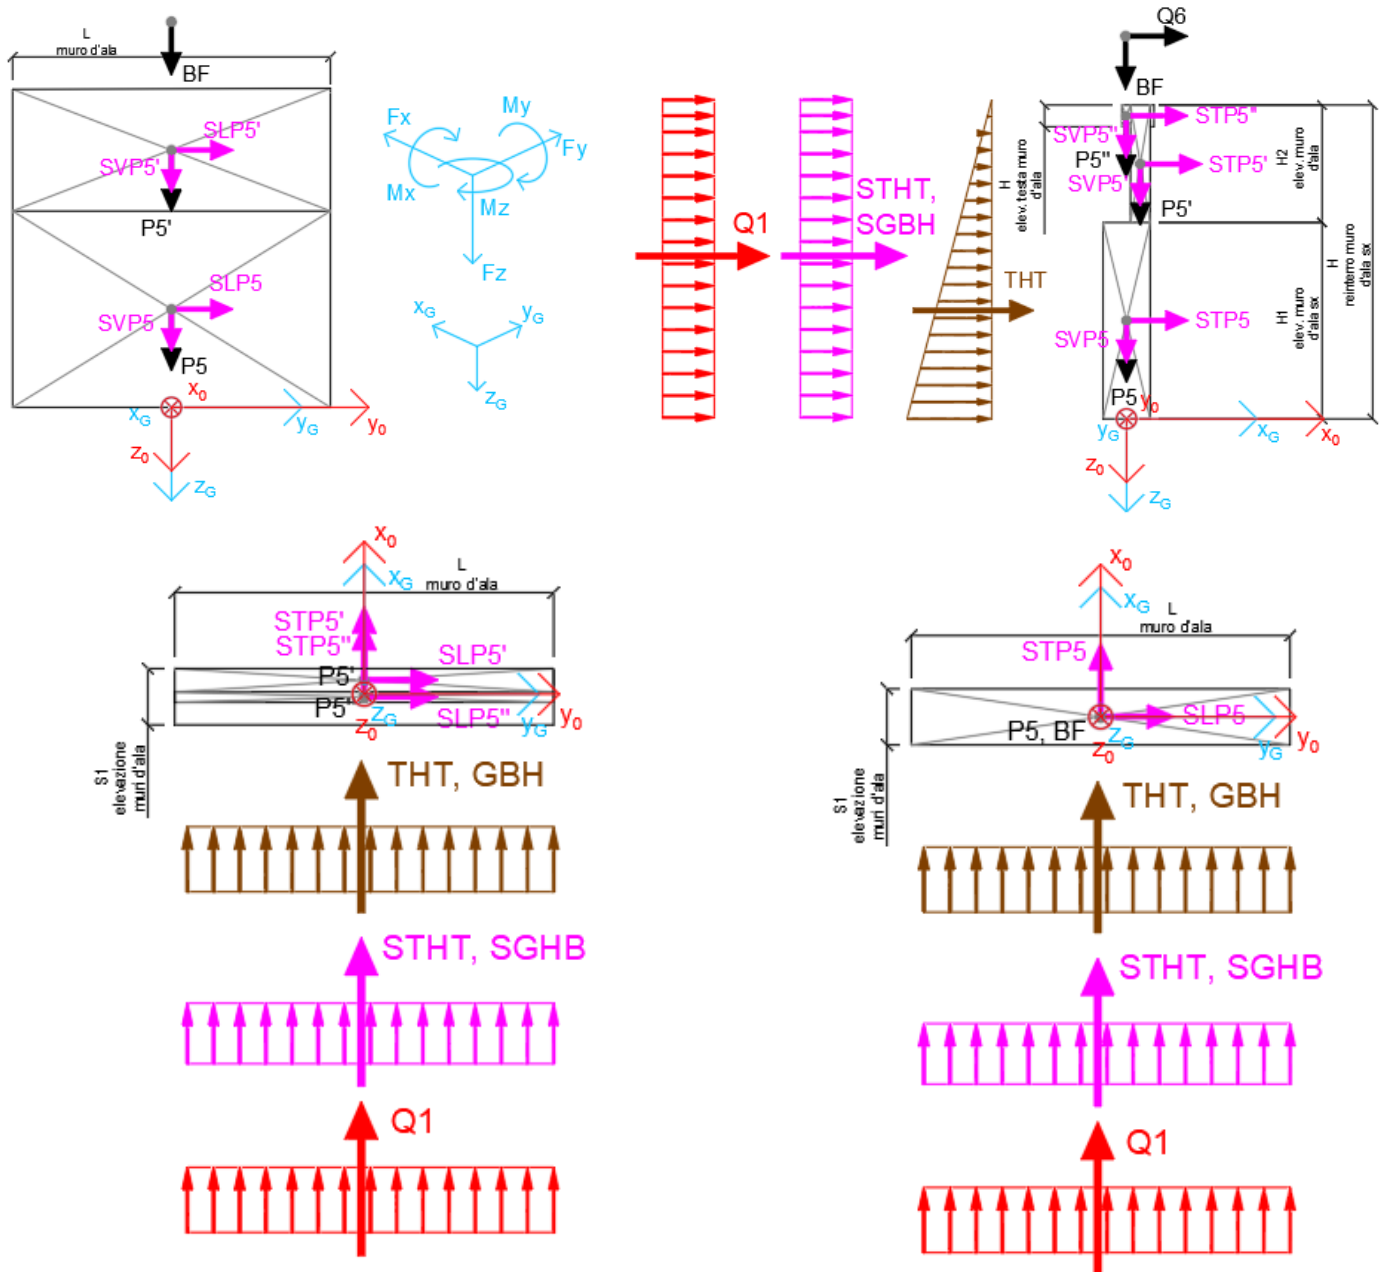 L
muro d'ala
BF
SLP5'
SVP5'
P5'
SLP5
SVP5
P5
x0
xG
yG
y0
z0
zG
Fx
My
Fy
Mx
Mz
Fz
xG
yG
zG
Q1
STHT,
SGBH
THT
Q6
BF
STP5''
SVP5''
P5''
STP5'
SVP5'
P5'
H
elev. testa muro
d'ala
H2
elev. muro
d'ala
H
reinterro muro
d'ala sx
H1
elev. muro
d'ala sx
STP5
SVP5
P5
y0
yG
xG
x0
z0
zG
x0
xG
L
muro d'ala
STP5'
STP5''
SLP5'
P5'
P5'
zG
z0
SLP5''
yG
y0
S1
elevazione
muri d'ala
THT, GBH
STHT, SGHB
Q1
x0
xG
L
muro d'ala
STP5
SLP5
P5, BF
zG
z0
yG
y0
S1
elevazione
muri d'ala
THT, GBH
STHT, SGHB
Q1